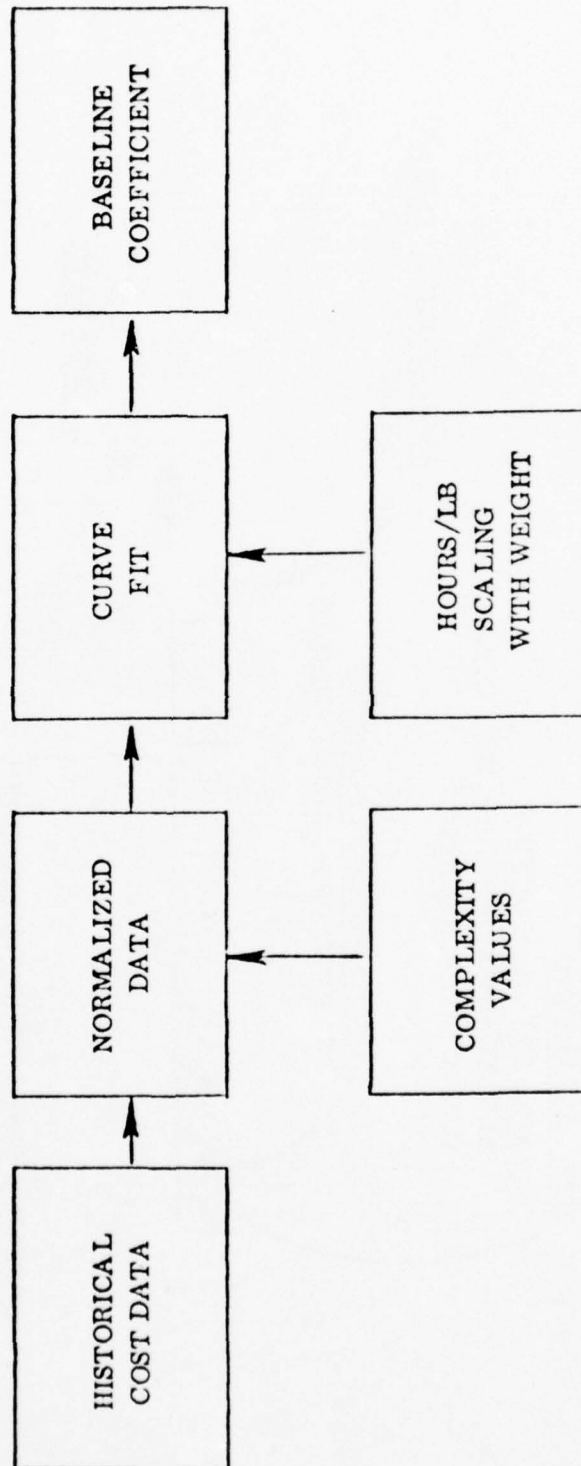 HISTORICAL
COST DATA
NORMALIZED
DATA
CURVE
FIT
BASELINE
COEFFICIENT
COMPLEXITY
VALUES
HOURS/LB
SCALING
WITH WEIGHT